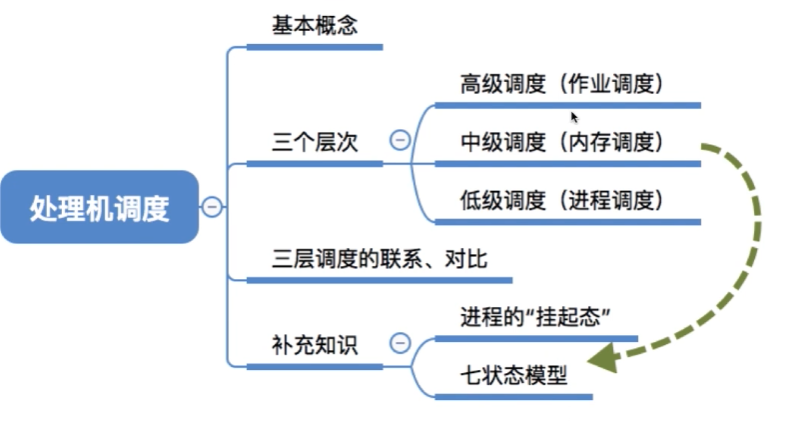 处理机调度
基本概念
三个层次
高级调度（作业调度）
中级调度（内存调度）
低级调度（进程调度）
三层调度的联系、对比
补充知识
进程的“挂起态”
七状态模型